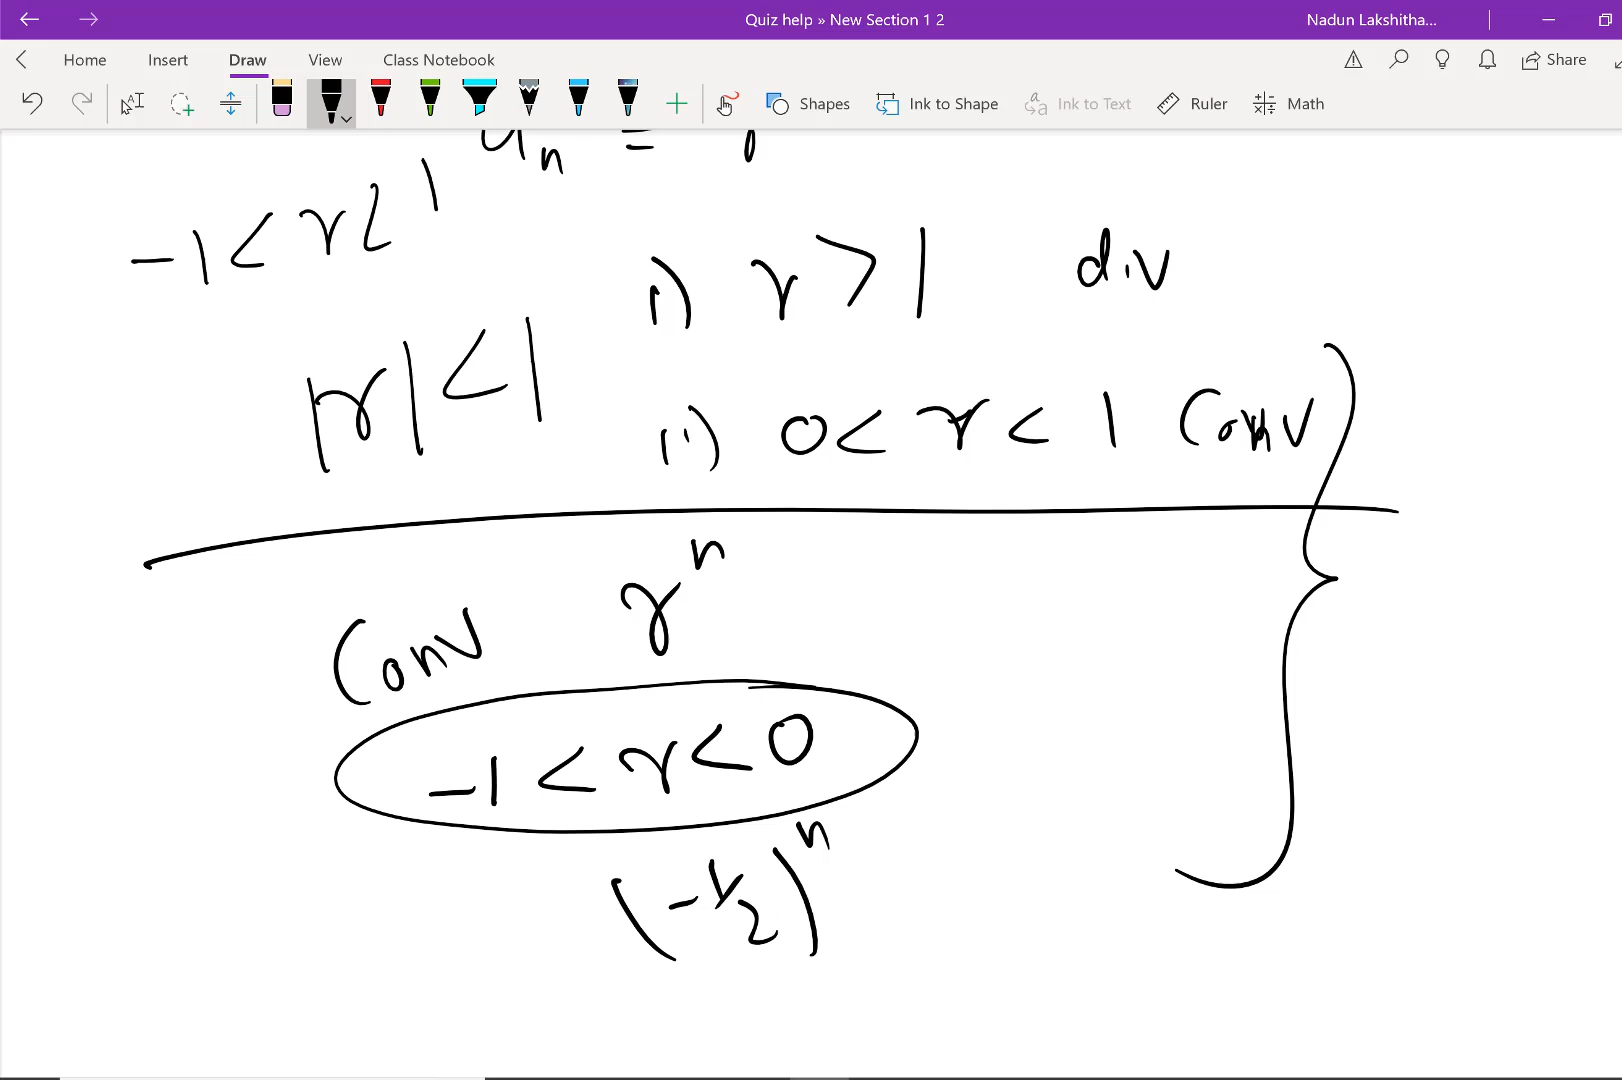 Quiz help » New Section 1 2
Nadun Lakshitha...
Home Insert Draw View Class Notebook
Share
Shapes Ink to Shape Ink to Text Ruler Math
-1 < r < 1
i) r > 1 div
|r| < 1
ii) 0 < r < 1 Conv
Conv r^n
-1 < r < 0
(-1/2)^n